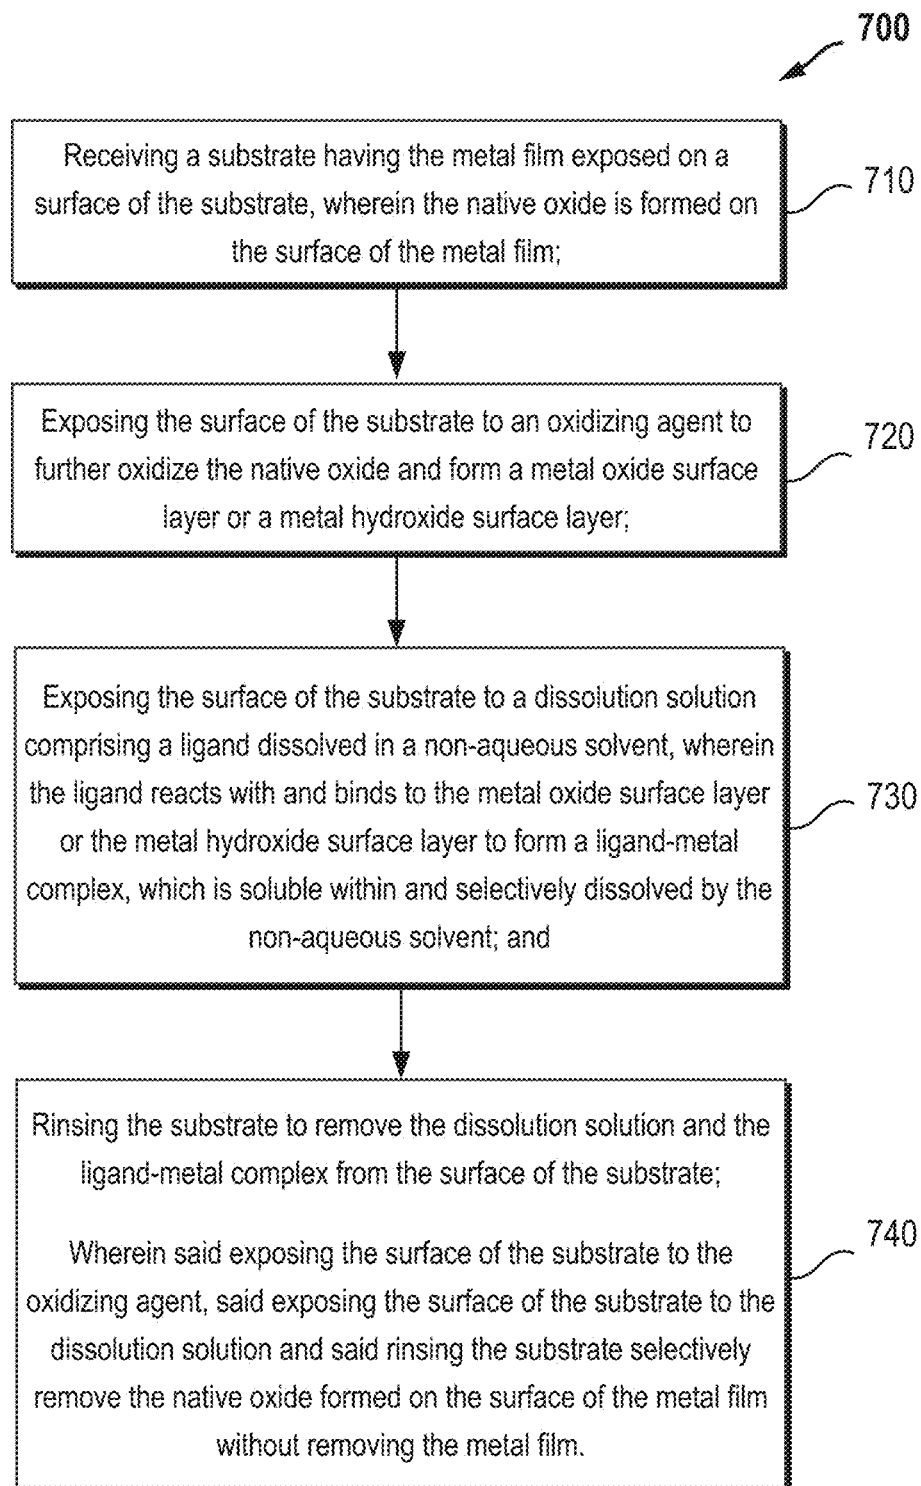 700
Receiving a substrate having the metal film exposed on a
surface of the substrate, wherein the native oxide is formed on
the surface of the metal film;
710
Exposing the surface of the substrate to an oxidizing agent to
further oxidize the native oxide and form a metal oxide surface
layer or a metal hydroxide surface layer;
720
Exposing the surface of the substrate to a dissolution solution
comprising a ligand dissolved in a non-aqueous solvent, wherein
the ligand reacts with and binds to the metal oxide surface layer
or the metal hydroxide surface layer to form a ligand-metal
complex, which is soluble within and selectively dissolved by the
non-aqueous solvent; and
730
Rinsing the substrate to remove the dissolution solution and the
ligand-metal complex from the surface of the substrate;
Wherein said exposing the surface of the substrate to the
oxidizing agent, said exposing the surface of the substrate to the
dissolution solution and said rinsing the substrate selectively
remove the native oxide formed on the surface of the metal film
without removing the metal film.
740